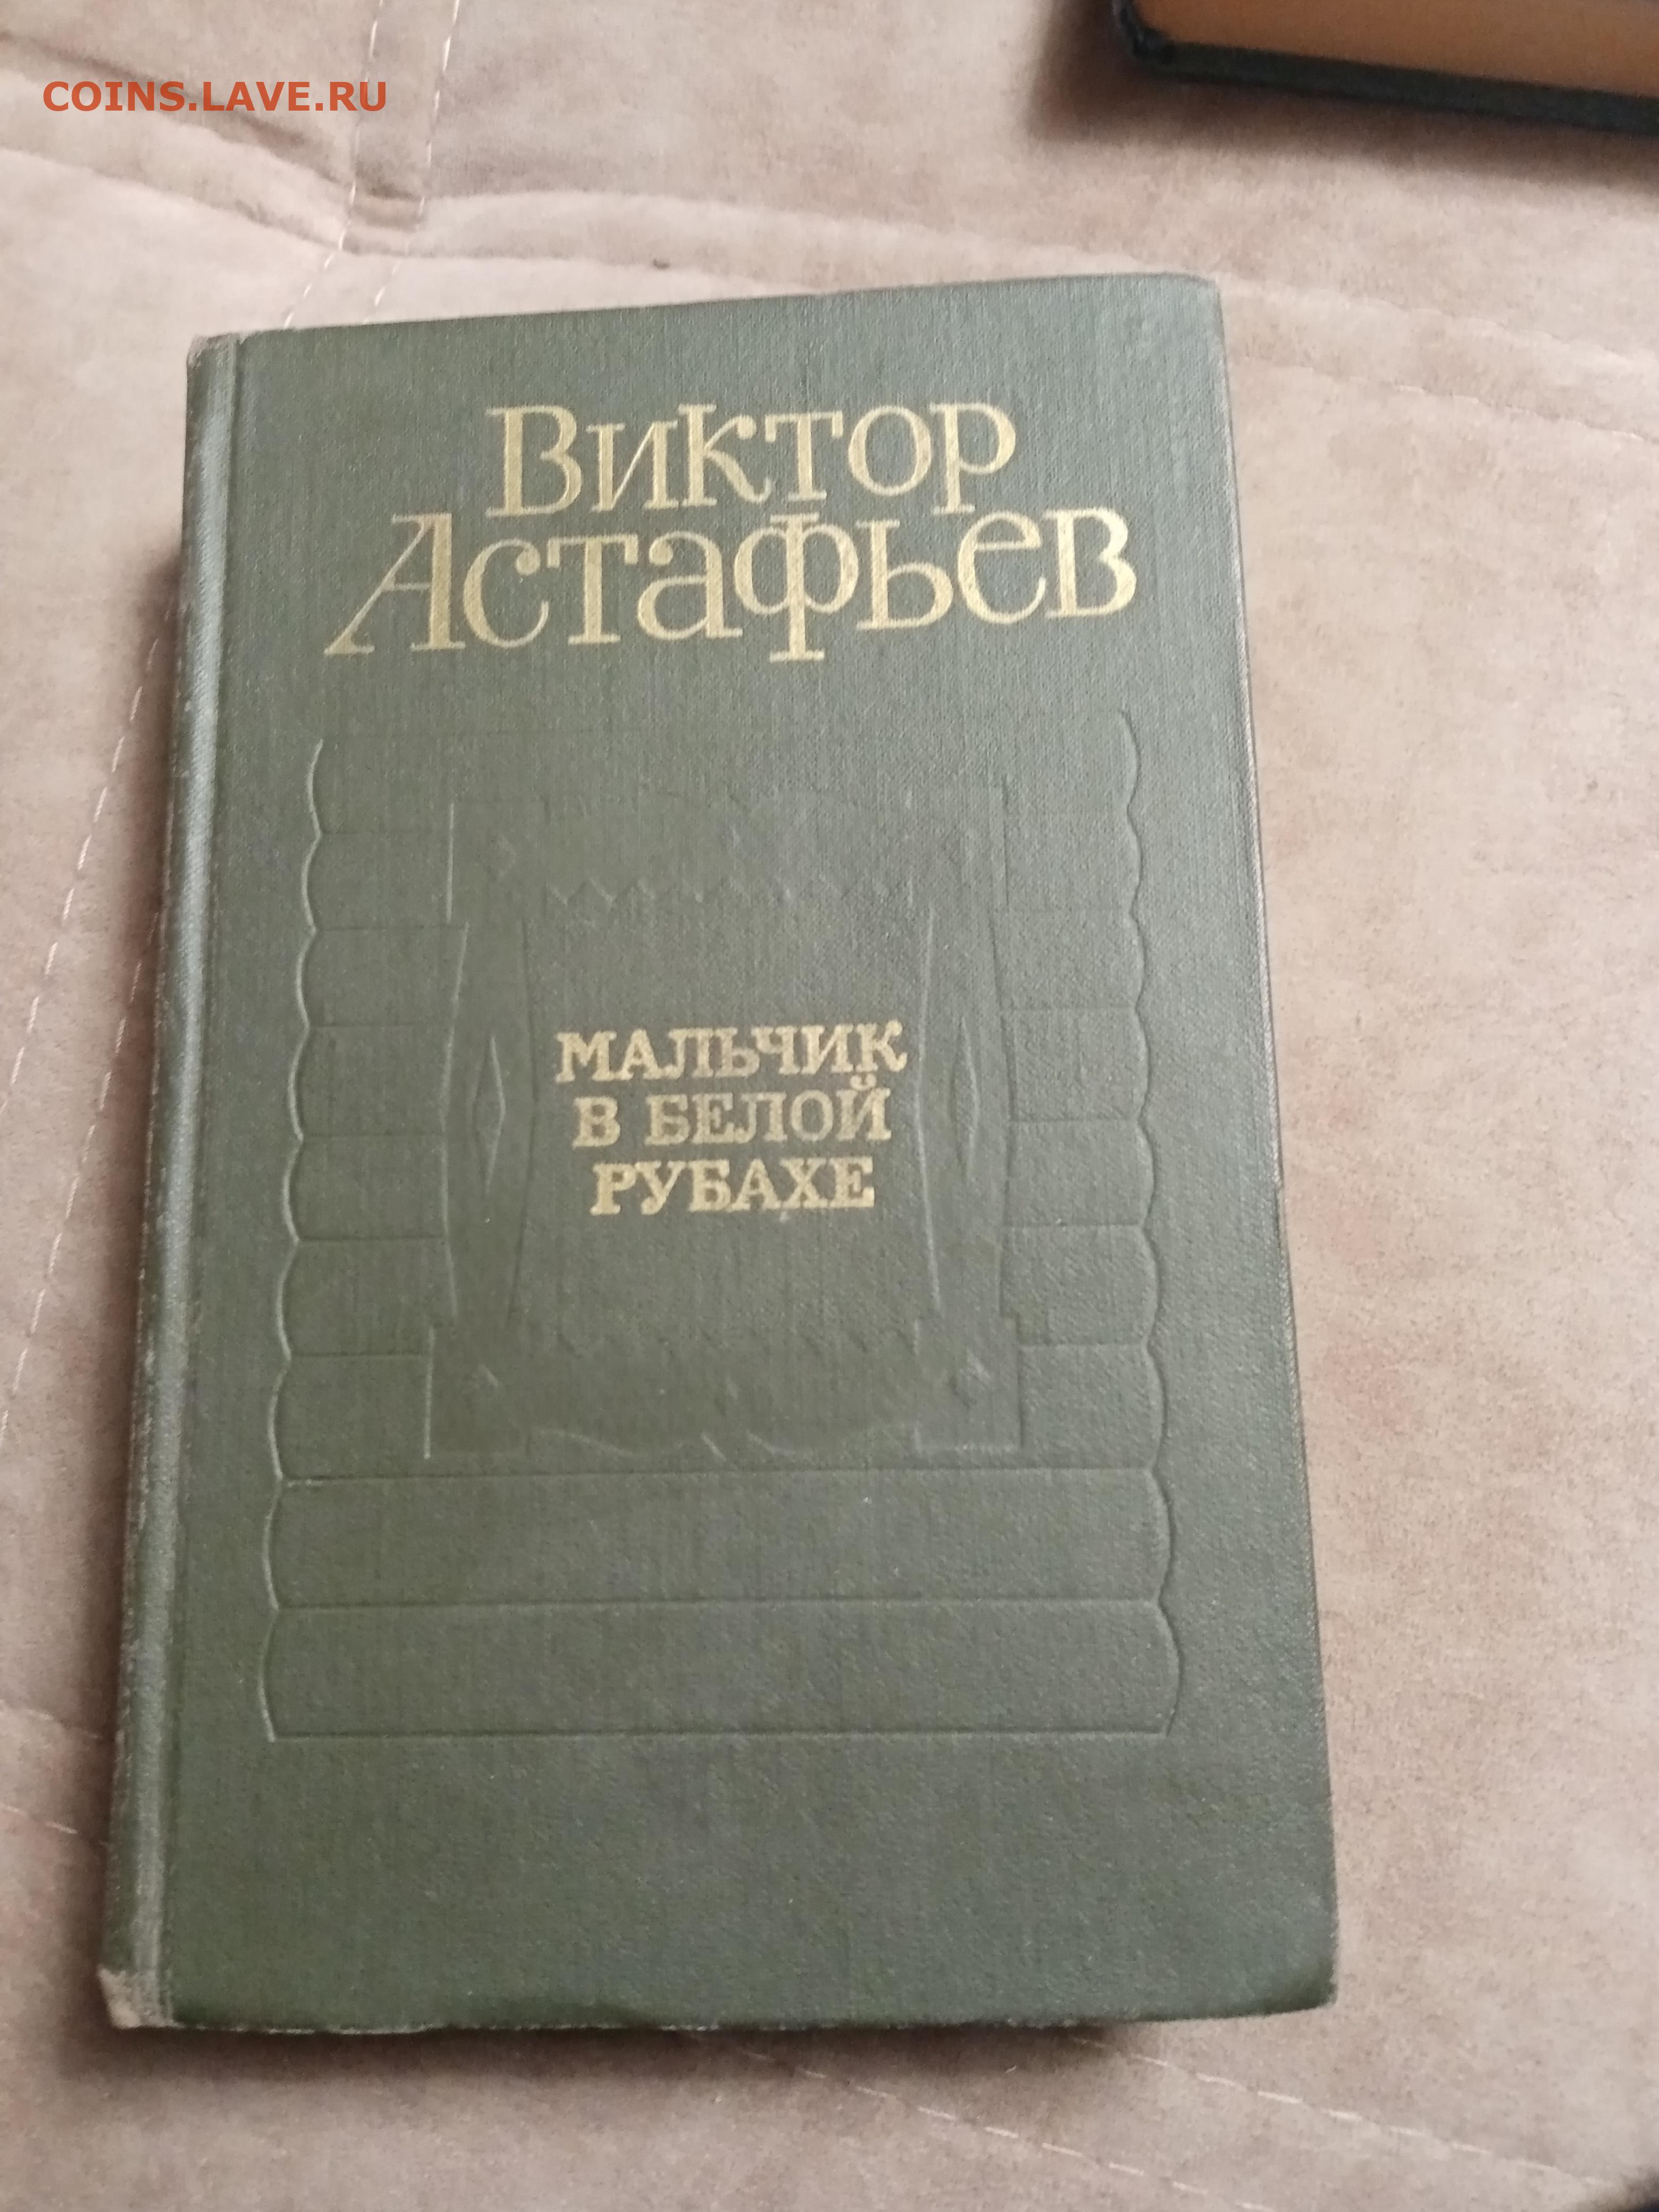 COINS.LAVE.RU
Виктор
Астафьев
МАЛЬЧИК
В БЕЛОЙ
РУБАХЕ